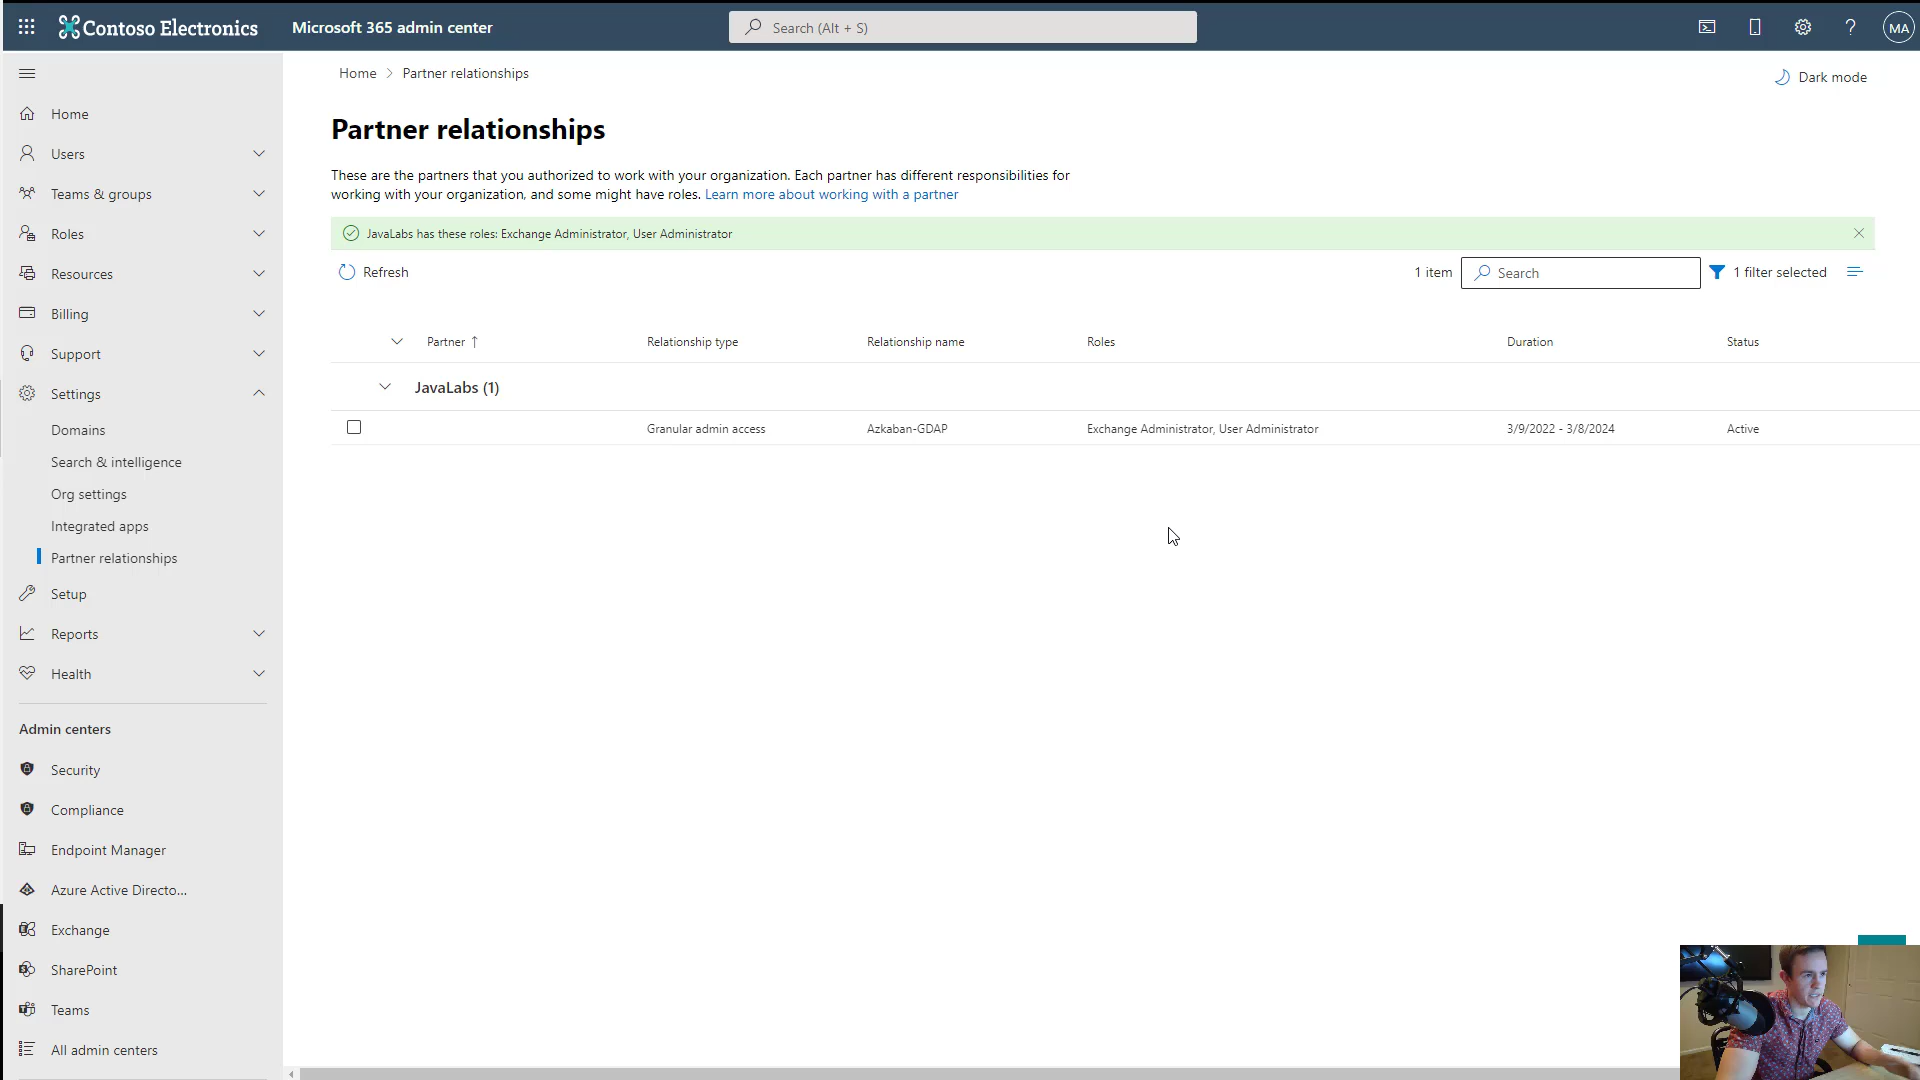 Contoso Electronics
Microsoft 365 admin center
Search (Alt + S)
MA
Home
Users
Teams & groups
Roles
Resources
Billing
Support
Settings
Domains
Search & intelligence
Org settings
Integrated apps
Partner relationships
Setup
Reports
Health
Admin centers
Security
Compliance
Endpoint Manager
Azure Active Directo...
Exchange
SharePoint
Teams
All admin centers
Home > Partner relationships
Dark mode
Partner relationships
These are the partners that you authorized to work with your organization. Each partner has different responsibilities for
working with your organization, and some might have roles. Learn more about working with a partner
JavaLabs has these roles: Exchange Administrator, User Administrator
Refresh
1 item
Search
1 filter selected
Partner ↑ Relationship type Relationship name Roles Duration Status
JavaLabs (1)
Granular admin access Azkaban-GDAP Exchange Administrator, User Administrator 3/9/2022 - 3/8/2024 Active